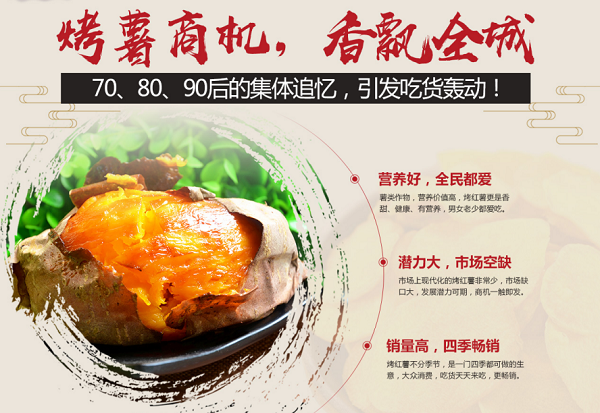 烤薯商机，香飘全城
70、80、90后的集体追忆，引发吃货轰动！
营养好，全民都爱
薯类作物，营养价值高，烤红薯更是香
甜、健康、有营养，男女老少都爱吃。
潜力大，市场空缺
市场上现代化的烤红薯非常少，市场缺
口大，发展潜力可期，商机一触即发。
销量高，四季畅销
烤红薯不分季节，是一门四季都可做的生
意，大众消费，吃货天天来吃，更畅销。